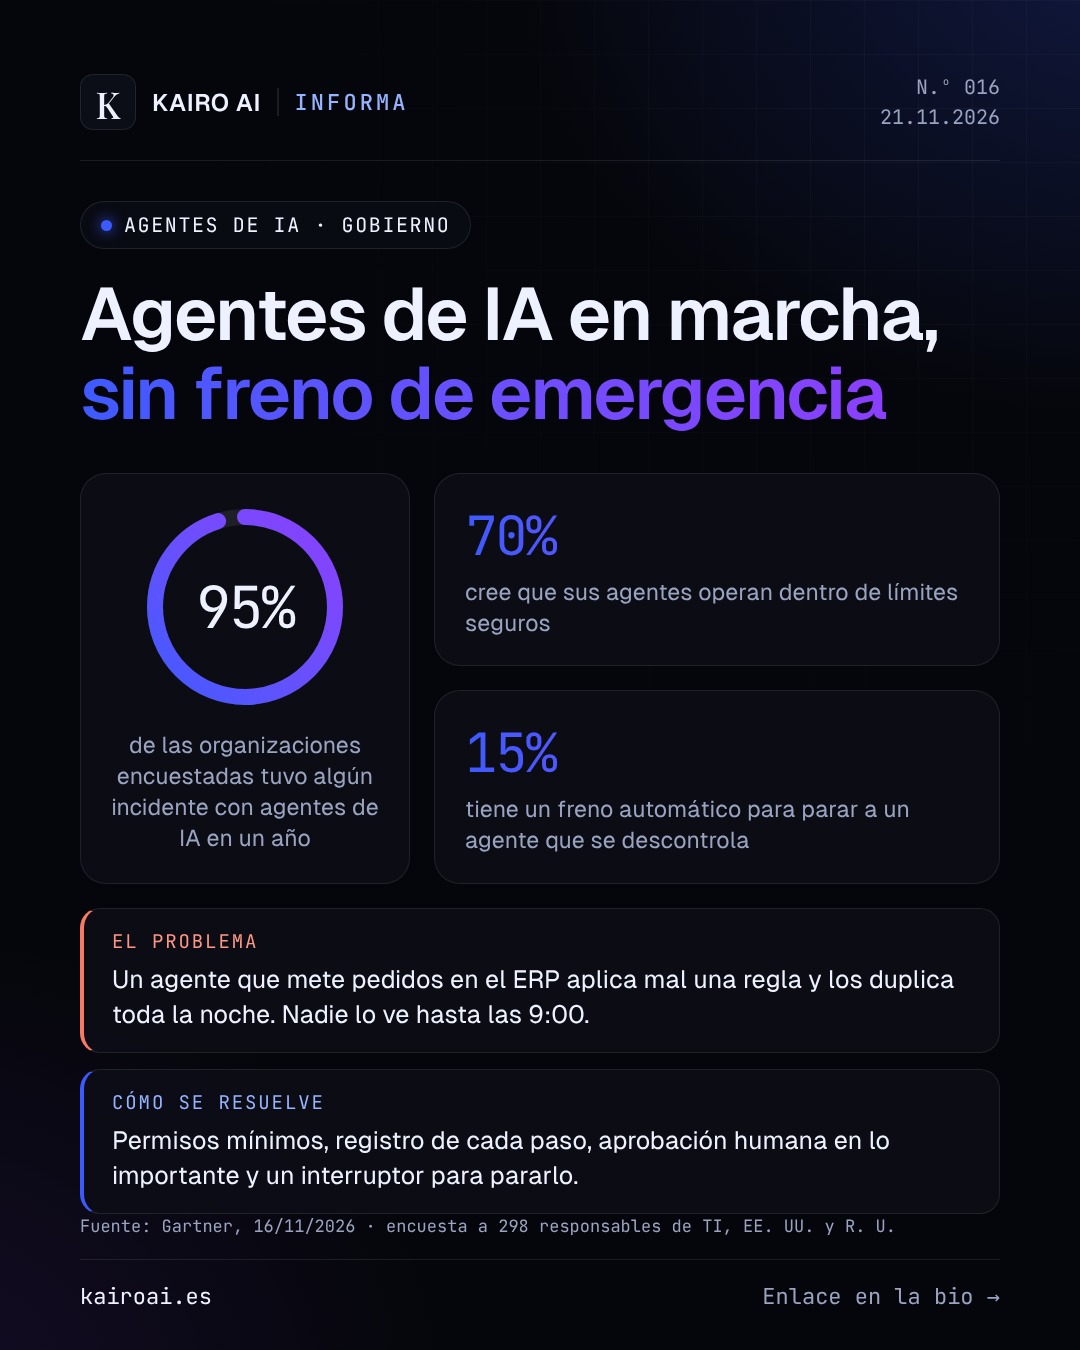 K
KAIRO AI | INFORMA
N.º 016
21.11.2026
AGENTES DE IA · GOBIERNO
Agentes de IA en marcha,
sin freno de emergencia
95%
de las organizaciones
encuestadas tuvo algún
incidente con agentes de
IA en un año
70%
cree que sus agentes operan dentro de límites
seguros
15%
tiene un freno automático para parar a un
agente que se descontrola
EL PROBLEMA
Un agente que mete pedidos en el ERP aplica mal una regla y los duplica
toda la noche. Nadie lo ve hasta las 9:00.
CÓMO SE RESUELVE
Permisos mínimos, registro de cada paso, aprobación humana en lo
importante y un interruptor para pararlo.
Fuente: Gartner, 16/11/2026 · encuesta a 298 responsables de TI, EE. UU. y R. U.
kairoai.es
Enlace en la bio →